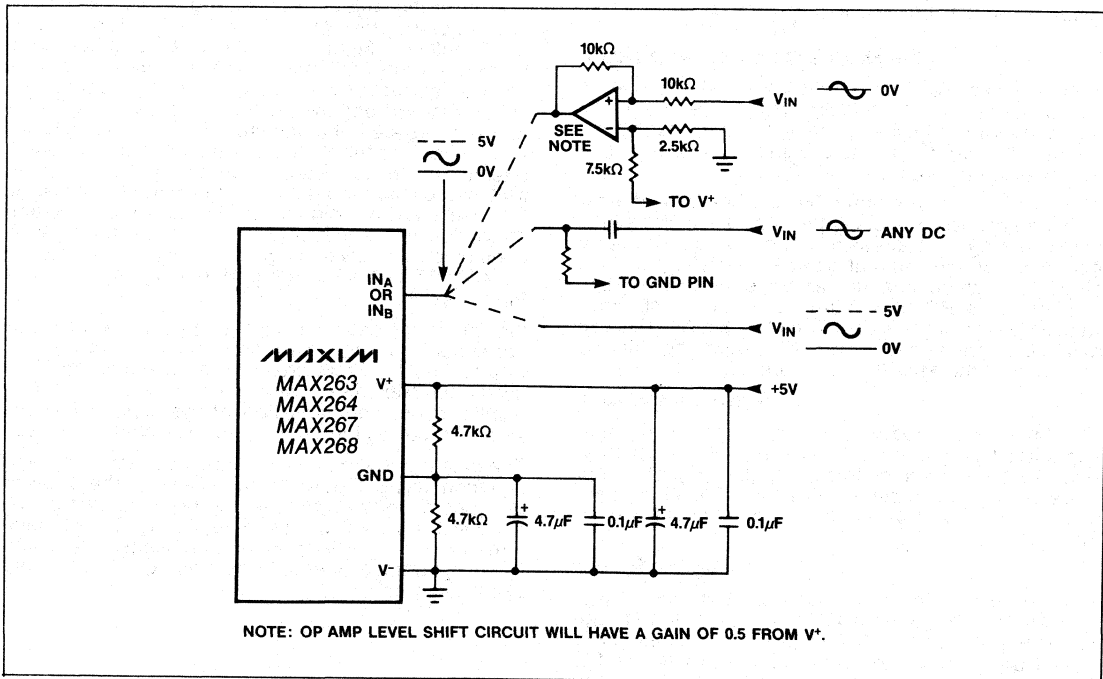 10kΩ
10kΩ
VIN
0V
+
−
SEE
NOTE
2.5kΩ
7.5kΩ
TO V+
5V
0V
VIN
ANY DC
TO GND PIN
INA
OR
INB
VIN
5V
0V
MAXIM
MAX263
MAX264
MAX267
MAX268
V+
+5V
4.7kΩ
GND
4.7kΩ
+
4.7µF
0.1µF
+
4.7µF
0.1µF
V−
NOTE: OP AMP LEVEL SHIFT CIRCUIT WILL HAVE A GAIN OF 0.5 FROM V+.